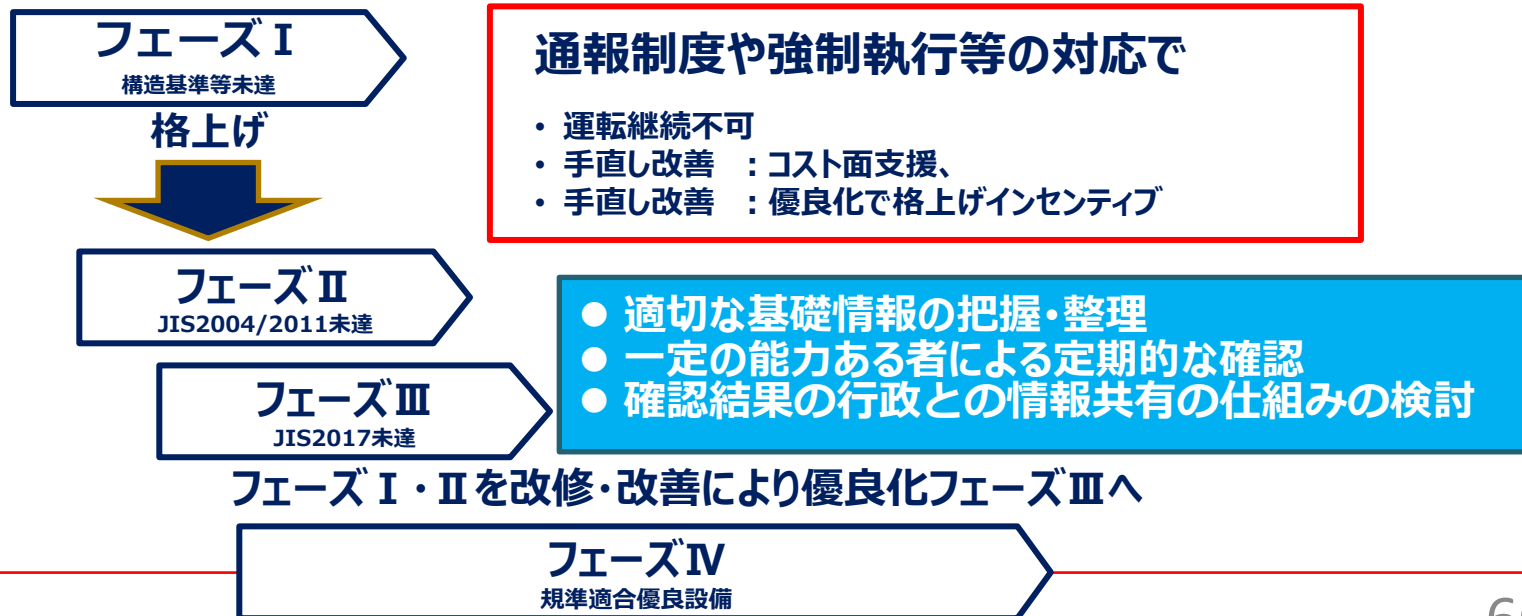 フェーズⅠ
構造基準等未達
格上げ
通報制度や強制執行等の対応で
・ 運転継続不可
・ 手直し改善 ：コスト面支援、
・ 手直し改善 ：優良化で格上げインセンティブ
フェーズⅡ
JIS2004/2011未達
● 適切な基礎情報の把握・整理
● 一定の能力ある者による定期的な確認
● 確認結果の行政との情報共有の仕組みの検討
フェーズⅢ
JIS2017未達
フェーズⅠ・Ⅱを改修・改善により優良化フェーズⅢへ
フェーズⅣ
規準適合優良設備